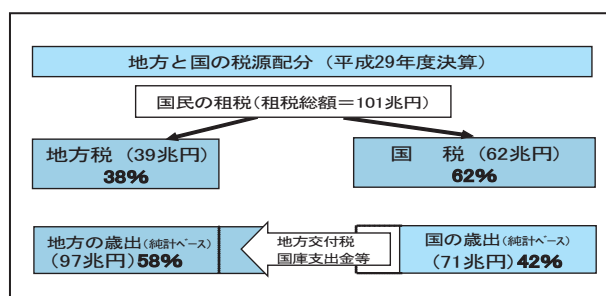 地方と国の税源配分（平成29年度決算）
国民の租税（租税総額＝101兆円）
地方税（39兆円）
38%
国　税（62兆円）
62%
地方の歳出（純計ﾍﾞｰｽ）
（97兆円）58%
地方交付税
国庫支出金等
国の歳出（純計ﾍﾞｰｽ）
（71兆円）42%